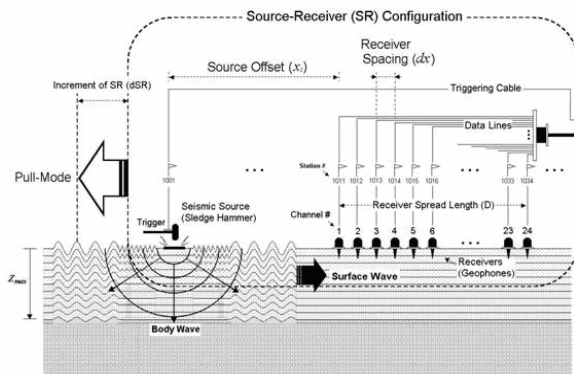 Source-Receiver (SR) Configuration
Increment of SR (dSR)
Source Offset (x₁)
Receiver
Spacing (dx)
Triggering Cable
Data Lines
Pull-Mode
Station #
1001
1011
1012
1013
1014
1015
1016
1033
1034
Seismic Source
(Sledge Hammer)
Trigger
Receiver Spread Length (D)
Channel #
1
2
3
4
5
6
23
24
Receivers
(Geophones)
Zmax
Surface Wave
Body Wave